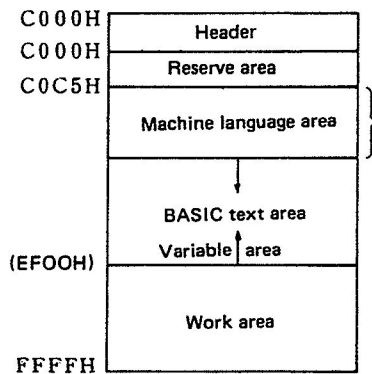 C000H
Header
C000H
Reserve area
C0C5H
Machine language area
BASIC text area
Variable area
(EF00H)
Work area
FFFFH